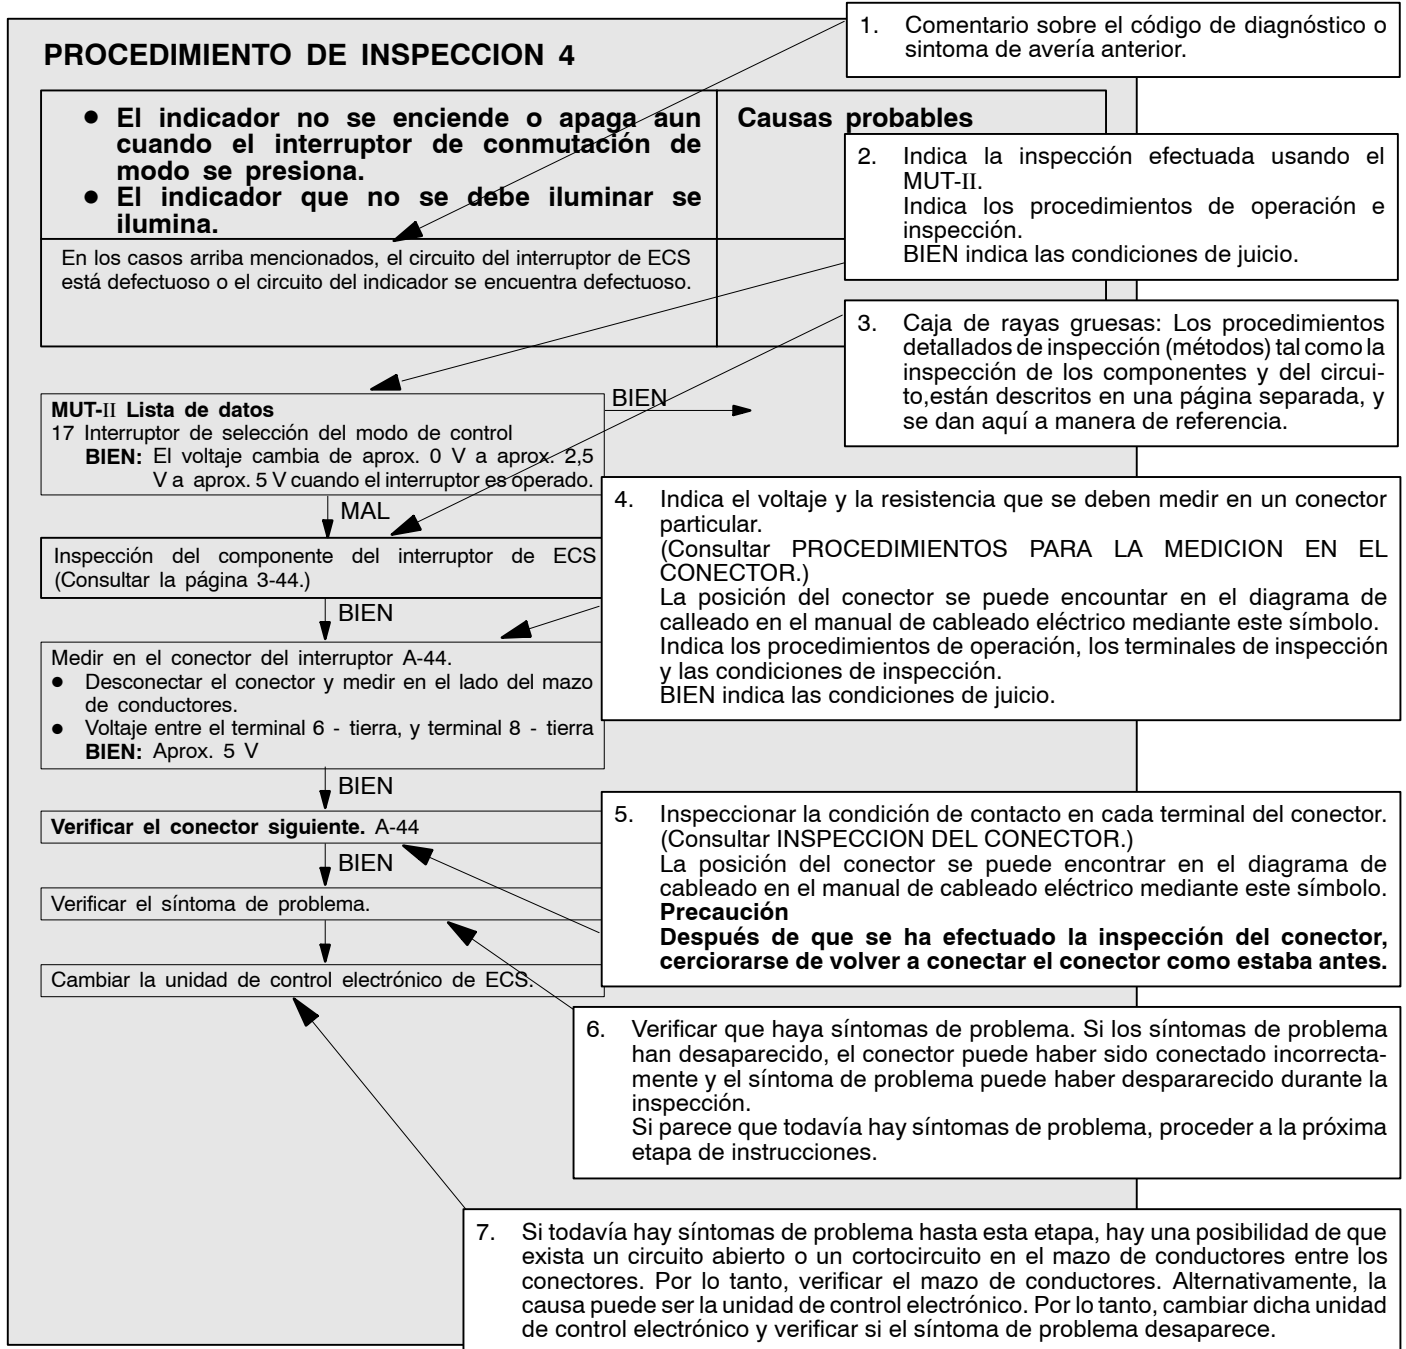 PROCEDIMIENTO DE INSPECCION 4
● El indicador no se enciende o apaga aun
cuando el interruptor de conmutación de
modo se presiona.
● El indicador que no se debe iluminar se
ilumina.
Causas probables
En los casos arriba mencionados, el circuito del interruptor de ECS
está defectuoso o el circuito del indicador se encuentra defectuoso.
MUT-II Lista de datos
17 Interruptor de selección del modo de control
BIEN: El voltaje cambia de aprox. 0 V a aprox. 2,5
V a aprox. 5 V cuando el interruptor es operado.
BIEN
MAL
Inspección del componente del interruptor de ECS
(Consultar la página 3-44.)
BIEN
Medir en el conector del interruptor A-44.
● Desconectar el conector y medir en el lado del mazo
de conductores.
● Voltaje entre el terminal 6 - tierra, y terminal 8 - tierra
BIEN: Aprox. 5 V
BIEN
Verificar el conector siguiente. A-44
BIEN
Verificar el síntoma de problema.
Cambiar la unidad de control electrónico de ECS.
1. Comentario sobre el código de diagnóstico o
sintoma de avería anterior.
2. Indica la inspección efectuada usando el
MUT-II.
Indica los procedimientos de operación e
inspección.
BIEN indica las condiciones de juicio.
3. Caja de rayas gruesas: Los procedimientos
detallados de inspección (métodos) tal como la
inspección de los componentes y del circui-
to,están descritos en una página separada, y
se dan aquí a manera de referencia.
4. Indica el voltaje y la resistencia que se deben medir en un conector
particular.
(Consultar PROCEDIMIENTOS PARA LA MEDICION EN EL
CONECTOR.)
La posición del conector se puede encountar en el diagrama de
calleado en el manual de cableado eléctrico mediante este símbolo.
Indica los procedimientos de operación, los terminales de inspección
y las condiciones de inspección.
BIEN indica las condiciones de juicio.
5. Inspeccionar la condición de contacto en cada terminal del conector.
(Consultar INSPECCION DEL CONECTOR.)
La posición del conector se puede encontrar en el diagrama de
cableado en el manual de cableado eléctrico mediante este símbolo.
Precaución
Después de que se ha efectuado la inspección del conector,
cerciorarse de volver a conectar el conector como estaba antes.
6. Verificar que haya síntomas de problema. Si los síntomas de problema
han desaparecido, el conector puede haber sido conectado incorrecta-
mente y el síntoma de problema puede haber despararecido durante la
inspección.
Si parece que todavía hay síntomas de problema, proceder a la próxima
etapa de instrucciones.
7. Si todavía hay síntomas de problema hasta esta etapa, hay una posibilidad de que
exista un circuito abierto o un cortocircuito en el mazo de conductores entre los
conectores. Por lo tanto, verificar el mazo de conductores. Alternativamente, la
causa puede ser la unidad de control electrónico. Por lo tanto, cambiar dicha unidad
de control electrónico y verificar si el síntoma de problema desaparece.